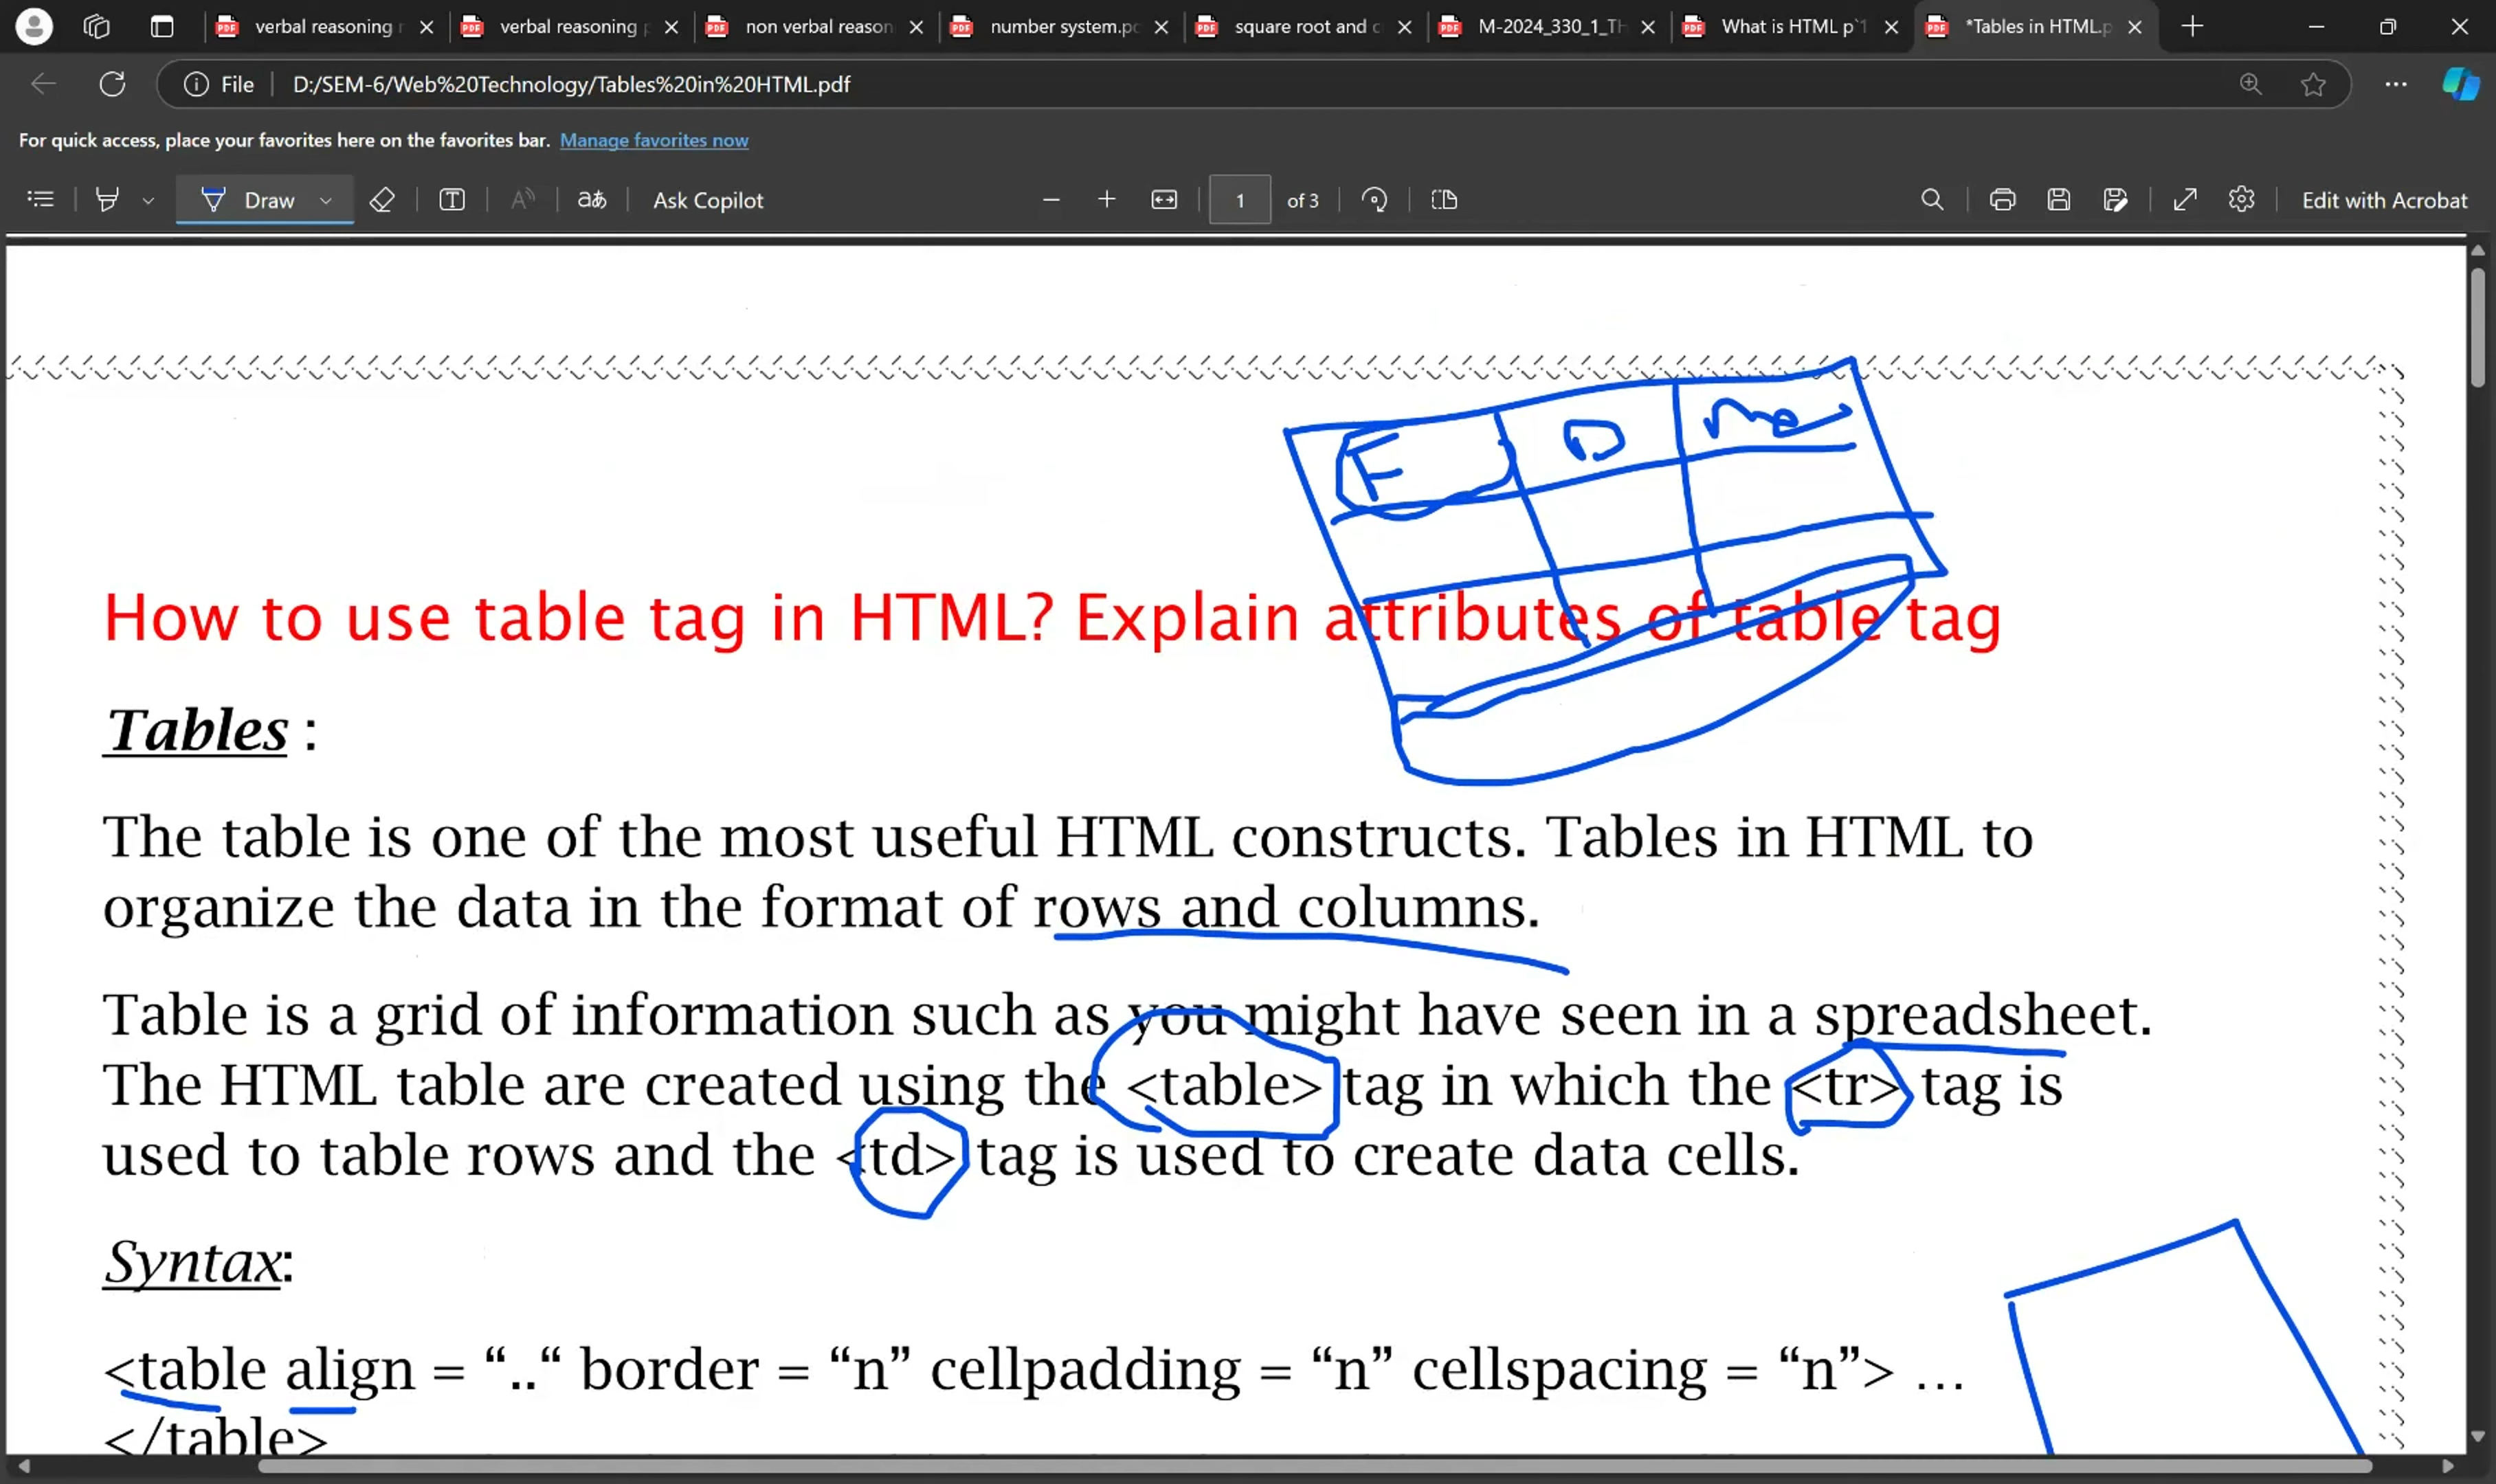 verbal reasoning
verbal reasoning
non verbal reason
number system.pc
square root and c
M-2024_330_1_Th
What is HTML p`1
*Tables in HTML.p
File
D:/SEM-6/Web%20Technology/Tables%20in%20HTML.pdf
For quick access, place your favorites here on the favorites bar. Manage favorites now
Draw
Ask Copilot
1 of 3
Edit with Acrobat
E D
How to use table tag in HTML? Explain attributes of table tag
Tables :
The table is one of the most useful HTML constructs. Tables in HTML to
organize the data in the format of rows and columns.
Table is a grid of information such as you might have seen in a spreadsheet.
The HTML table are created using the <table> tag in which the <tr> tag is
used to table rows and the <td> tag is used to create data cells.
Syntax:
<table align = “..“ border = “n” cellpadding = “n” cellspacing = “n”> …
</table>